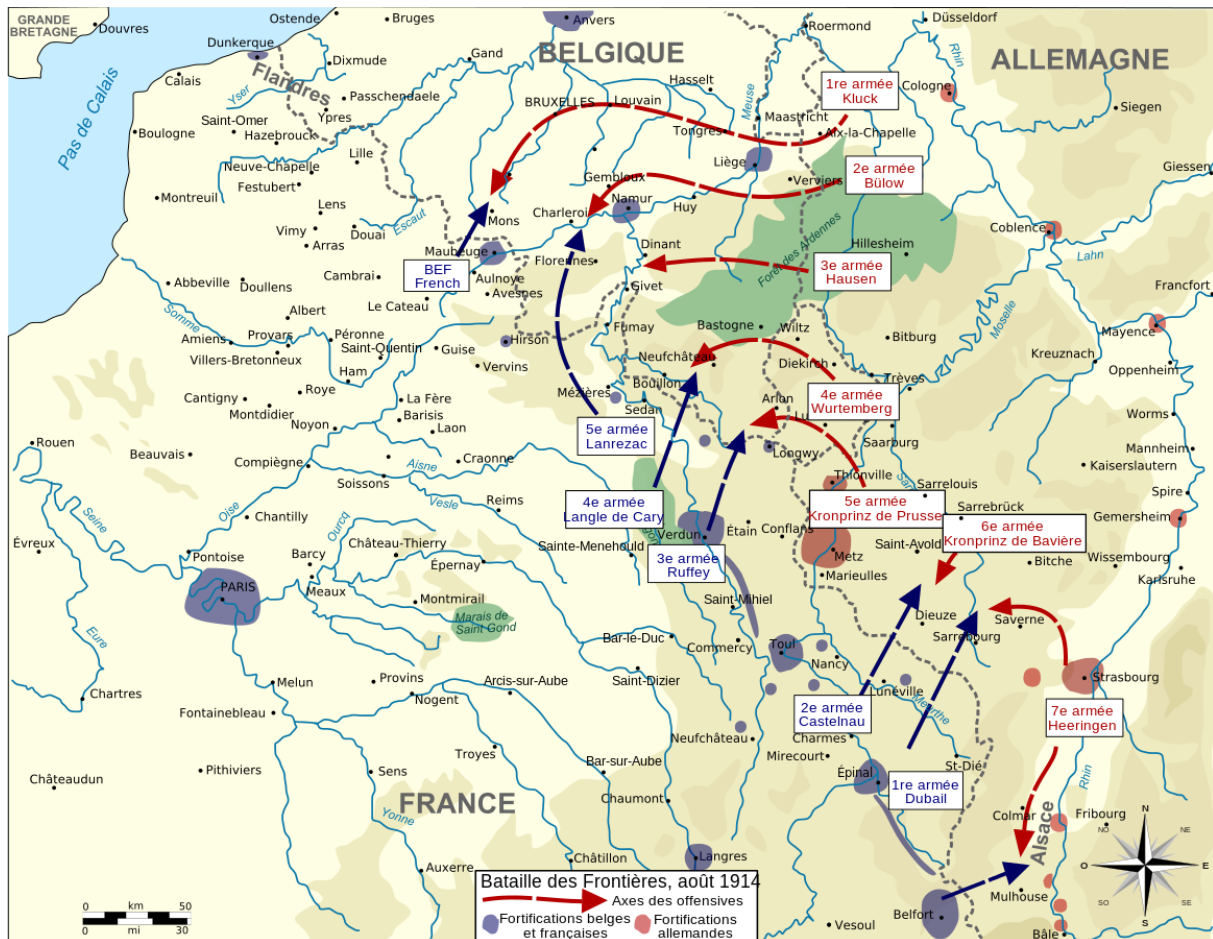 GRANDE
BRETAGNE
Douvres
Ostende
Bruges
Anvers
Roermond
Düsseldorf
Dunkerque
Gand
BELGIQUE
ALLEMAGNE
Rhin
Pas de Calais
Calais
Flandres
Dixmude
Yser
Passchendaele
Ypres
Hasselt
Meuse
1re armée
Kluck
Cologne
Siegen
BRUXELLES
Louvain
Maastricht
Saint-Omer
Hazebrouck
Boulogne
Tongres
Aix-la-Chapelle
Lille
Liège
2e armée
Bülow
Giessen
Neuve-Chapelle
Festubert
Gembloux
Verviers
Montreuil
Namur
Huy
Lens
Escaut
Mons
Charleroi
Vimy
Douai
Arras
Maubeuge
Dinant
Forêt des Ardennes
Hillesheim
Coblence
Lahn
BEF
French
Florennes
3e armée
Hausen
Cambrai
Aulnoye
Abbeville
Doullens
Avesnes
Givet
Francfort
Le Cateau
Somme
Albert
Fumay
Bastogne
Wiltz
Moselle
Mayence
Amiens
Provars
Péronne
Saint-Quentin
Guise
Hirson
Bitburg
Villers-Bretonneux
Neufchâteau
Diekirch
Kreuznach
Oppenheim
Ham
Vervins
Bouillon
Trèves
Roye
Mézières
Cantigny
La Fère
Sedan
Arlon
4e armée
Wurtemberg
Montdidier
Barisis
Worms
Noyon
Laon
5e armée
Lanrezac
Lu
Rouen
Saarburg
Beauvais
Longwy
Mannheim
Compiègne
Aisne
Craonne
Kaiserslautern
Soissons
Thionville
Sar
Sarrelouis
Oise
Vesle
Reims
4e armée
Langle de Cary
5e armée
Kronprinz de Prusse
Spire
Seine
Chantilly
Ourcq
Sarrebrück
Gemersheim
Étain
Conflans
6e armée
Kronprinz de Bavière
Évreux
Pontoise
Barcy
Château-Thierry
Sainte-Menehould
Verdun
Metz
Saint-Avold
Épernay
3e armée
Ruffey
Bitche
Wissembourg
Marieulles
Karlsruhe
PARIS
Meaux
Montmirail
Saint-Mihiel
Marais de
Saint Gond
Dieuze
Saverne
Eure
Bar-le-Duc
Commercy
Toul
Sarrebourg
Nancy
Melun
Provins
Arcis-sur-Aube
Saint-Dizier
Strasbourg
Chartres
Nogent
Lunéville
Meurthe
Fontainebleau
2e armée
Castelnau
7e armée
Heeringen
Neufchâteau
Charmes
Troyes
Mirecourt
St-Dié
Châteaudun
Pithiviers
Sens
Bar-sur-Aube
Épinal
Rhin
FRANCE
Chaumont
1re armée
Dubail
Yonne
Colmar
Fribourg
Alsace
N
NO
NE
Auxerre
Châtillon
Langres
O
E
Bataille des Frontières, août 1914
Axes des offensives
Mulhouse
SO
SE
0 km 50
0 mi 30
Fortifications belges
et françaises
Fortifications
allemandes
Vesoul
Belfort
S
Bâle